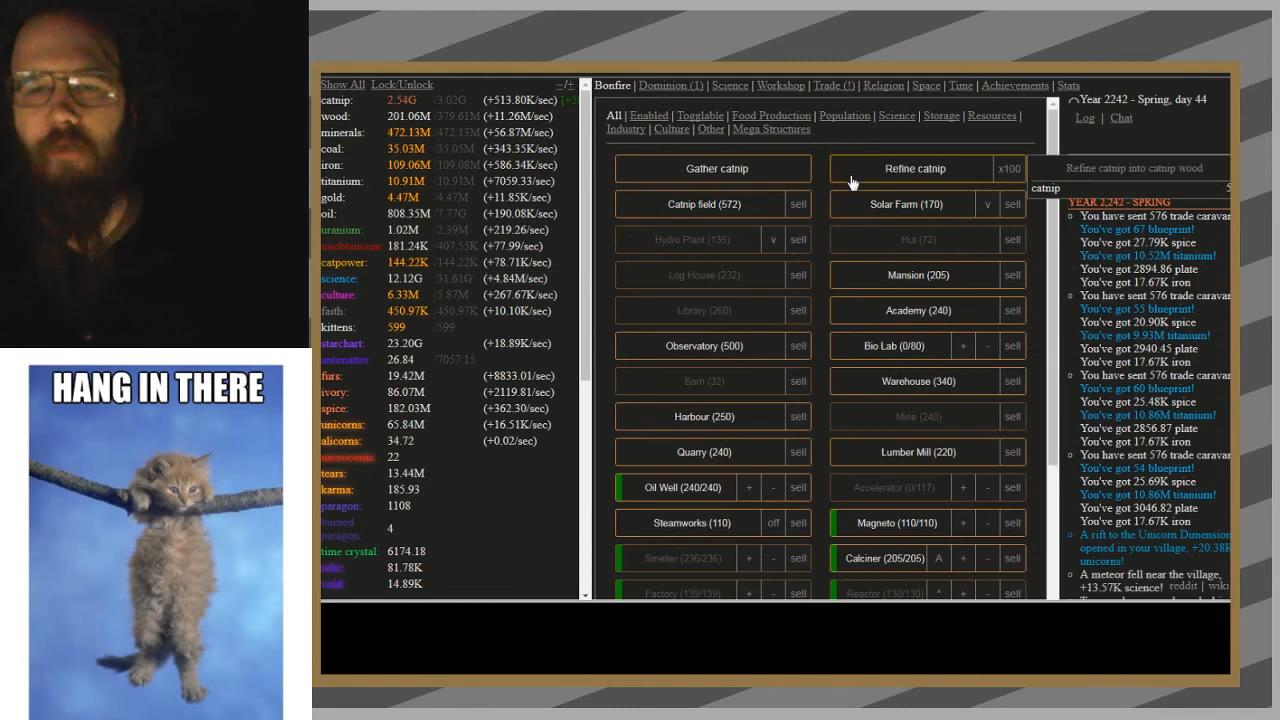 HANG IN THERE
Show All Lock/Unlock -/+
catnip: 2.54G /3.02G (+513.80K/sec)
wood: 201.06M /379.61M (+11.26M/sec)
minerals: 472.13M /472.13M (+56.87M/sec)
coal: 35.03M /35.05M (+343.35K/sec)
iron: 109.06M /109.08M (+586.34K/sec)
titanium: 10.91M /10.91M (+7059.33/sec)
gold: 4.47M /4.47M (+11.85K/sec)
oil: 808.35M /7.77G (+190.08K/sec)
uranium: 1.02M /2.39M (+219.26/sec)
unobtainium: 181.24K /407.55K (+77.99/sec)
catpower: 144.22K /144.22K (+78.71K/sec)
science: 12.12G /31.61G (+4.84M/sec)
culture: 6.33M /5.87M (+267.67K/sec)
faith: 450.97K /450.97K (+10.10K/sec)
kittens: 599 /599
starchart: 23.20G (+18.89K/sec)
antimatter 26.84 /7057.15
furs: 19.42M (+8833.01/sec)
ivory: 86.07M (+2119.81/sec)
spice: 182.03M (+362.30/sec)
unicorns: 65.84M (+16.51K/sec)
alicorns: 34.72 (+0.02/sec)
necrocorns: 22
tears: 13.44M
karma: 185.93
paragon: 1108
burned paragon 4
time crystal: 6174.18
relic: 81.78K
void: 14.89K
Bonfire | Dominion (1) | Science | Workshop | Trade (!) | Religion | Space | Time | Achievements | Stats
All | Enabled | Togglable | Food Production | Population | Science | Storage | Resources |
Industry | Culture | Other | Mega Structures
Gather catnip Refine catnip x100
Catnip field (572) sell Solar Farm (170) v sell
Hydro Plant (135) v sell Hut (72) sell
Log House (232) sell Mansion (205) sell
Library (260) sell Academy (240) sell
Observatory (500) sell Bio Lab (0/80) + - sell
Barn (32) sell Warehouse (340) sell
Harbour (250) sell Mine (240) sell
Quarry (240) sell Lumber Mill (220) sell
Oil Well (240/240) + - sell Accelerator (0/117) + - sell
Steamworks (110) off sell Magneto (110/110) + - sell
Smelter (236/236) + - sell Calciner (205/205) A + - sell
Factory (139/139) + - sell Reactor (130/130) * + - sell
Year 2242 - Spring, day 44
Log | Chat
Refine catnip into catnip wood
catnip
YEAR 2,242 - SPRING
You have sent 576 trade caravan
You've got 67 blueprint!
You've got 27.79K spice
You've got 10.52M titanium!
You've got 2894.86 plate
You've got 17.67K iron
You have sent 576 trade caravan
You've got 55 blueprint!
You've got 20.90K spice
You've got 9.93M titanium!
You've got 2940.45 plate
You've got 17.67K iron
You have sent 576 trade caravan
You've got 60 blueprint!
You've got 25.48K spice
You've got 10.86M titanium!
You've got 2856.87 plate
You've got 17.67K iron
You have sent 576 trade caravan
You've got 54 blueprint!
You've got 25.69K spice
You've got 10.86M titanium!
You've got 3046.82 plate
You've got 17.67K iron
A rift to the Unicorn Dimension
opened in your village, +20.38K
unicorns!
A meteor fell near the village,
+13.57K science! reddit | wiki